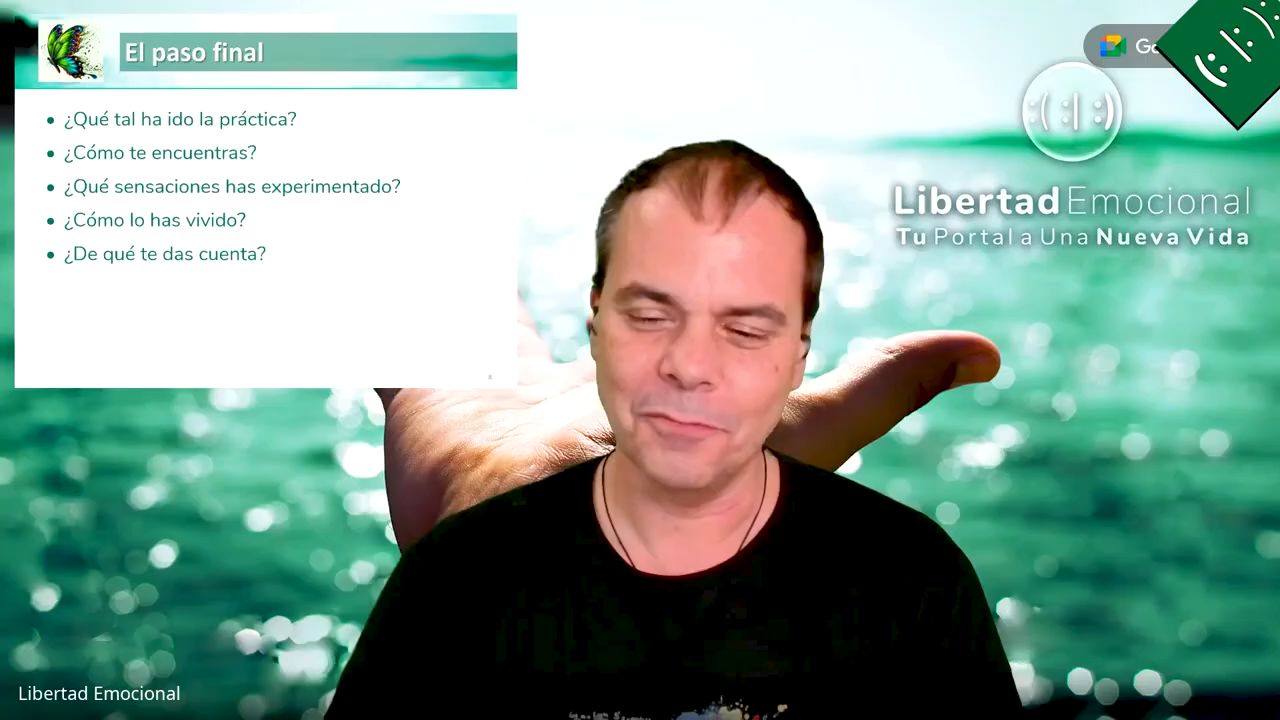 El paso final
• ¿Qué tal ha ido la práctica?
• ¿Cómo te encuentras?
• ¿Qué sensaciones has experimentado?
• ¿Cómo lo has vivido?
• ¿De qué te das cuenta?
:( :| :)
:( :| :)
Libertad Emocional
Tu Portal a Una Nueva Vida
Libertad Emocional